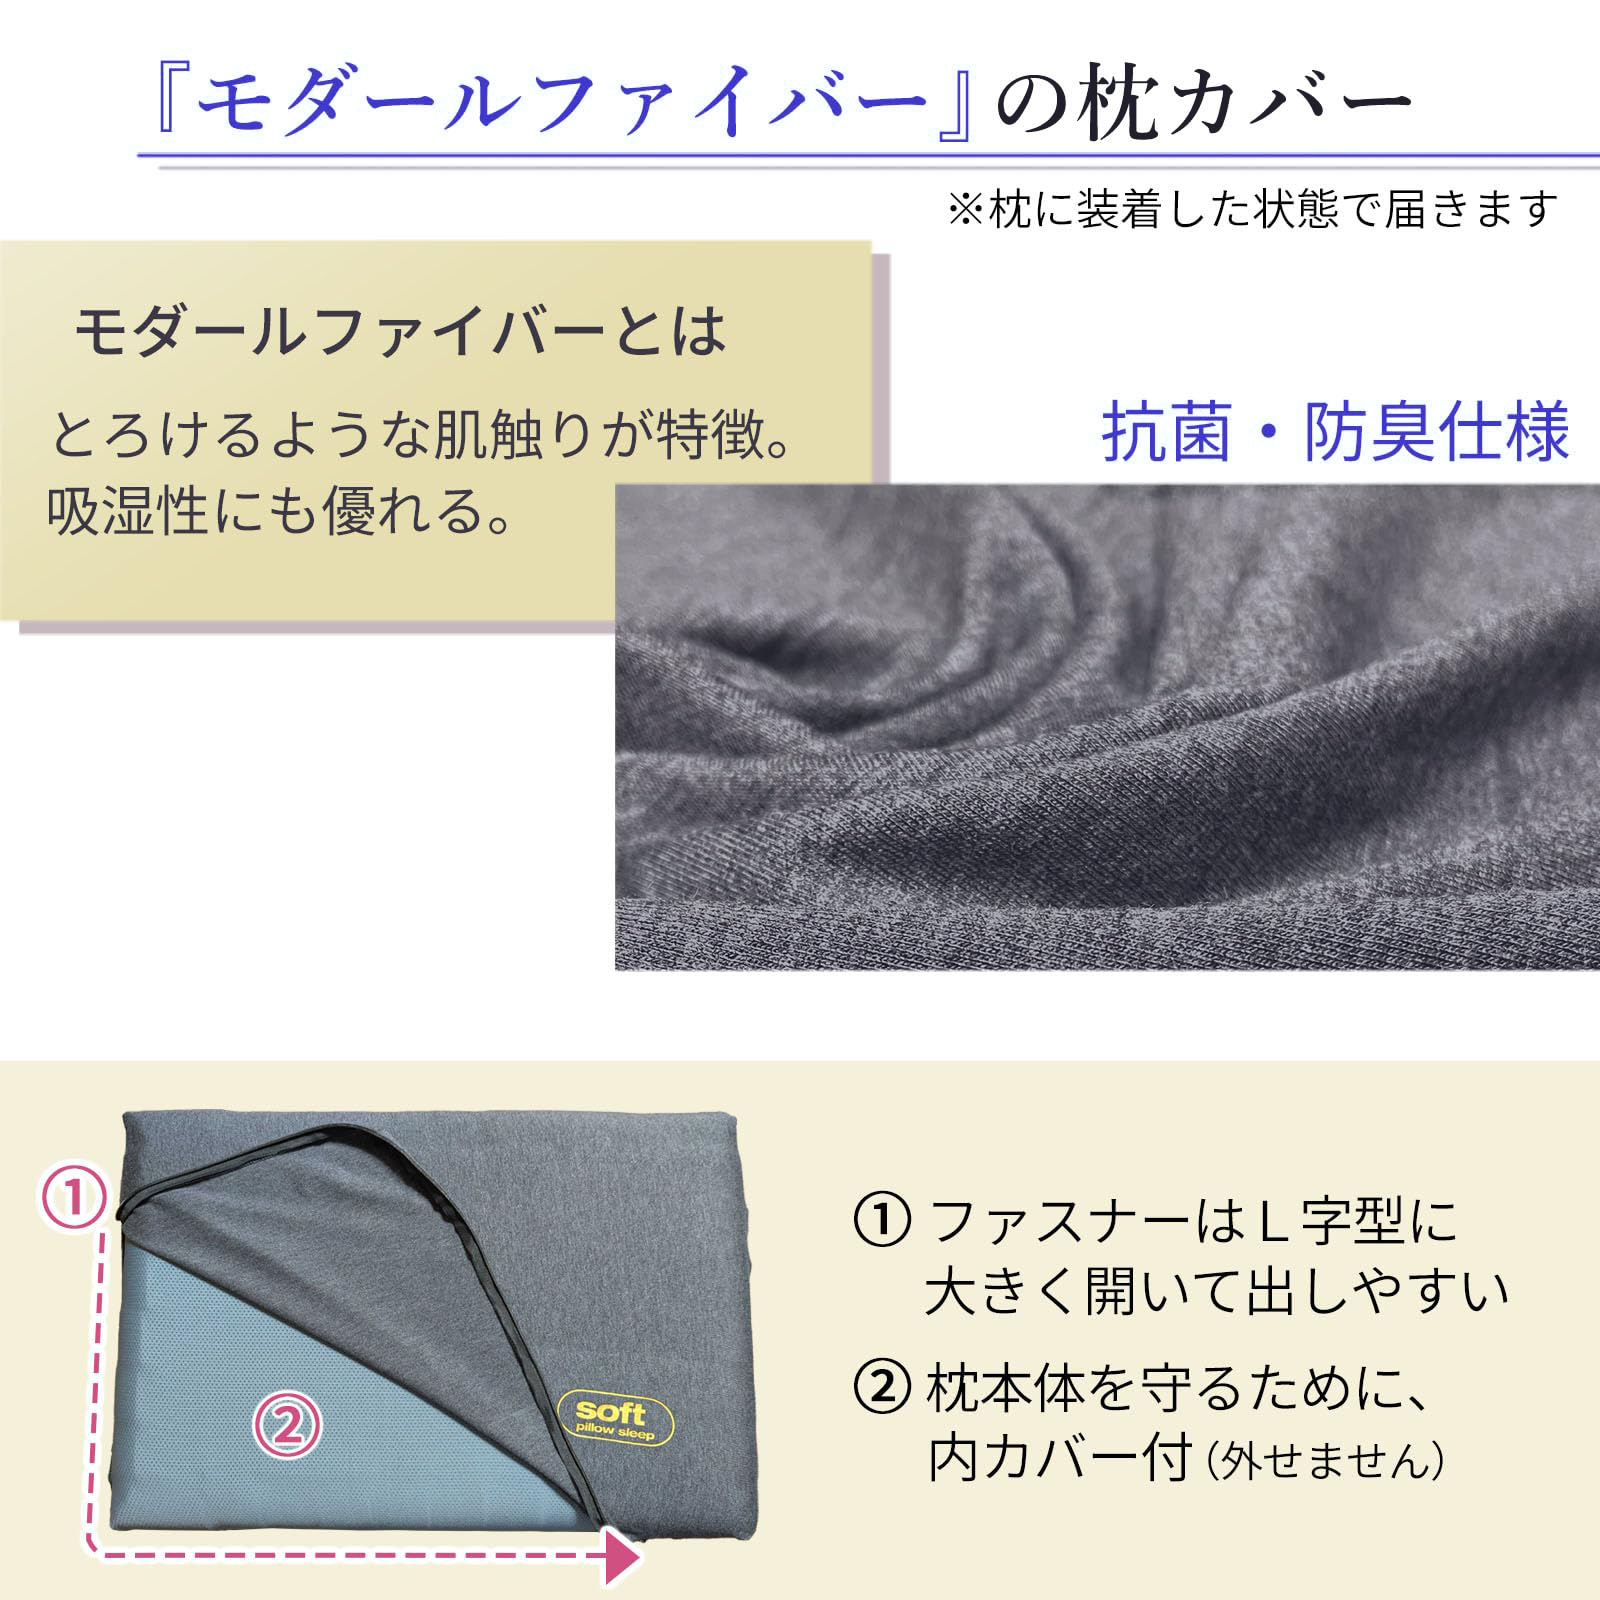 『モダールファイバー』の枕カバー
※枕に装着した状態で届きます
モダールファイバーとは
とろけるような肌触りが特徴。
吸湿性にも優れる。
抗菌・防臭仕様
①
②
soft
pillow sleep
① ファスナーはL字型に
大きく開いて出しやすい
② 枕本体を守るために、
内カバー付（外せません）